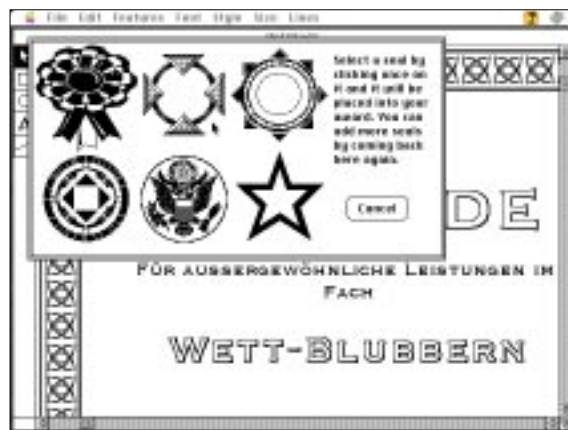 File Edit Features Font Style Size Lines
Select a seal by
clicking once on
it and it will be
placed into your
award. You can
add more seals
by coming back
here again.
Cancel
DE
FÜR AUSSERGEWÖHNLICHE LEISTUNGEN IM
FACH
WETT-BLUBBERN